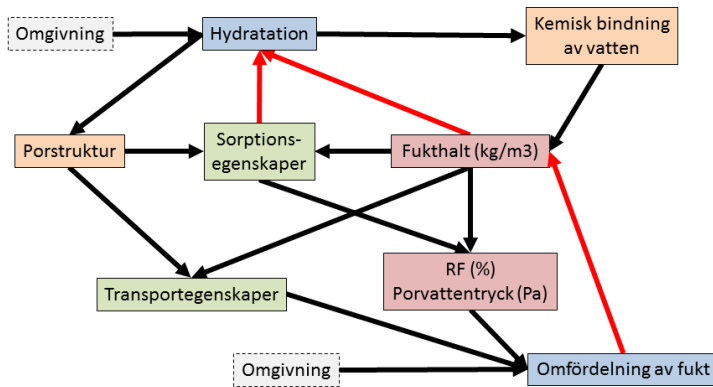 Omgivning
Hydratation
Kemisk bindning
av vatten
Porstruktur
Sorptions-
egenskaper
Fukthalt (kg/m3)
Transportegenskaper
RF (%)
Porvattentryck (Pa)
Omgivning
Omfördelning av fukt